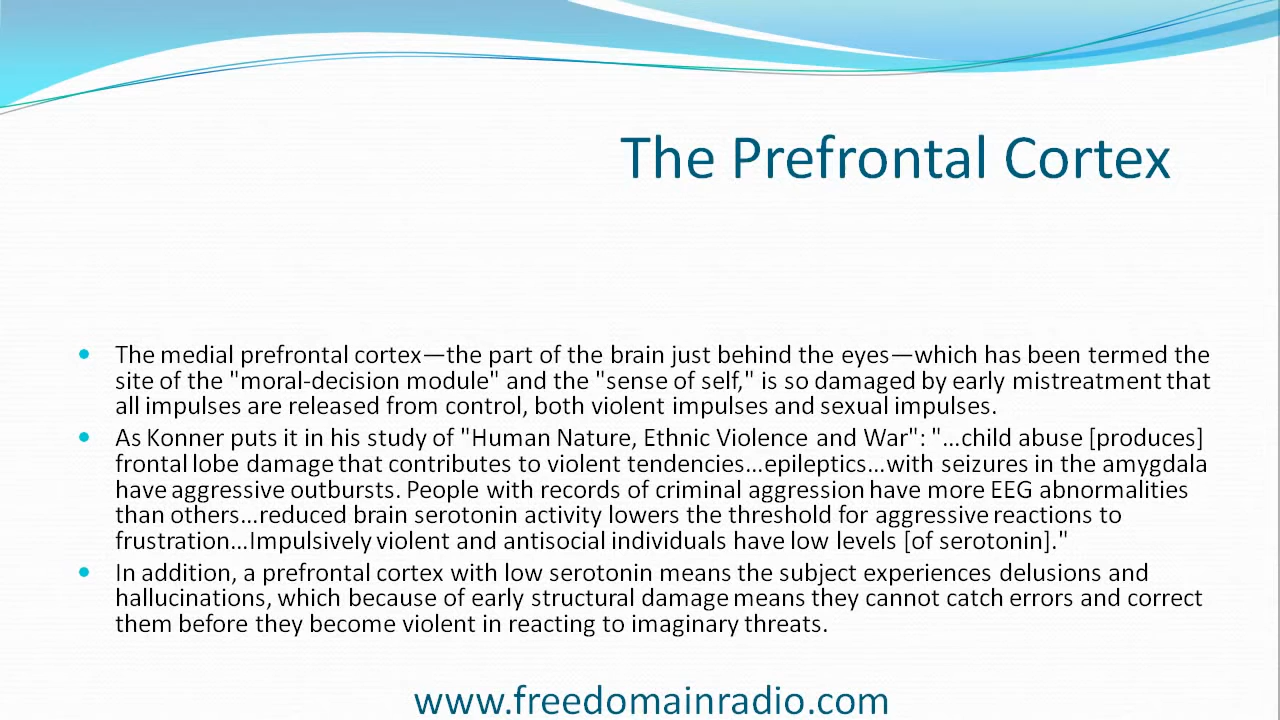 The Prefrontal Cortex
• The medial prefrontal cortex—the part of the brain just behind the eyes—which has been termed the
site of the "moral-decision module" and the "sense of self," is so damaged by early mistreatment that
all impulses are released from control, both violent impulses and sexual impulses.
• As Konner puts it in his study of "Human Nature, Ethnic Violence and War": "…child abuse [produces]
frontal lobe damage that contributes to violent tendencies…epileptics…with seizures in the amygdala
have aggressive outbursts. People with records of criminal aggression have more EEG abnormalities
than others…reduced brain serotonin activity lowers the threshold for aggressive reactions to
frustration…Impulsively violent and antisocial individuals have low levels [of serotonin]."
• In addition, a prefrontal cortex with low serotonin means the subject experiences delusions and
hallucinations, which because of early structural damage means they cannot catch errors and correct
them before they become violent in reacting to imaginary threats.
www.freedomainradio.com